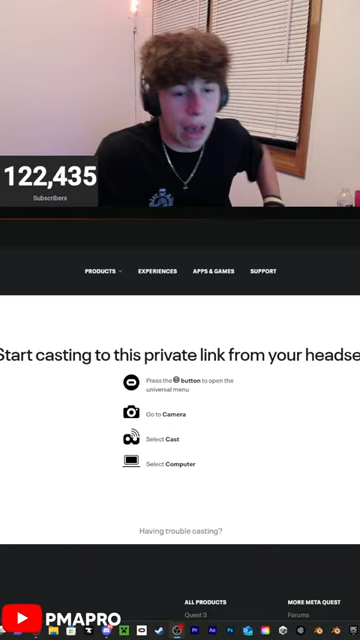 122,435
Subscribers
PRODUCTS EXPERIENCES APPS & GAMES SUPPORT
Start casting to this private link from your headse
Press the button to open the
universal menu
Go to Camera
Select Cast
Select Computer
Having trouble casting?
ALL PRODUCTS MORE META QUEST
Quest 3 Forums
PMAPRO